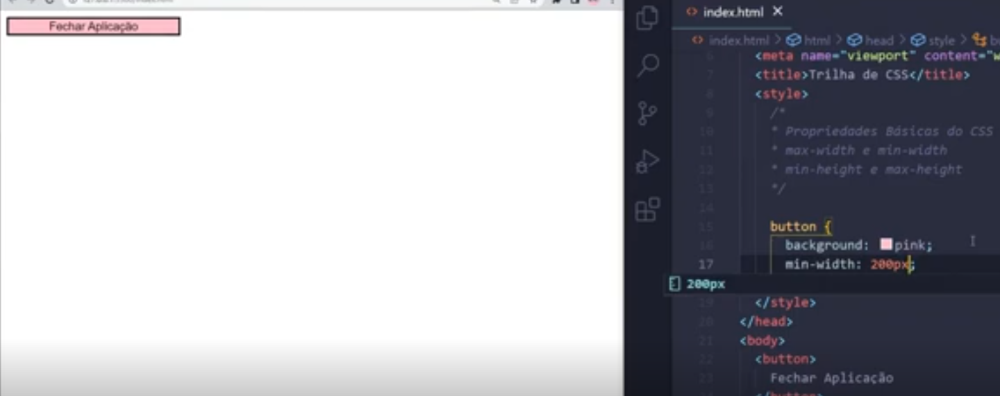 Fechar Aplicação
index.html
index.html > html > head > style >
6 <meta name="viewport" content="w
7 <title>Trilha de CSS</title>
8 <style>
9 /*
10 * Propriedades Básicas do CSS
11 * max-width e min-width
12 * min-height e max-height
13 */
14
15 button {
16 background: pink;
17 min-width: 200px;
200px
19 </style>
20 </head>
21 <body>
22 <button>
23 Fechar Aplicação
</button>